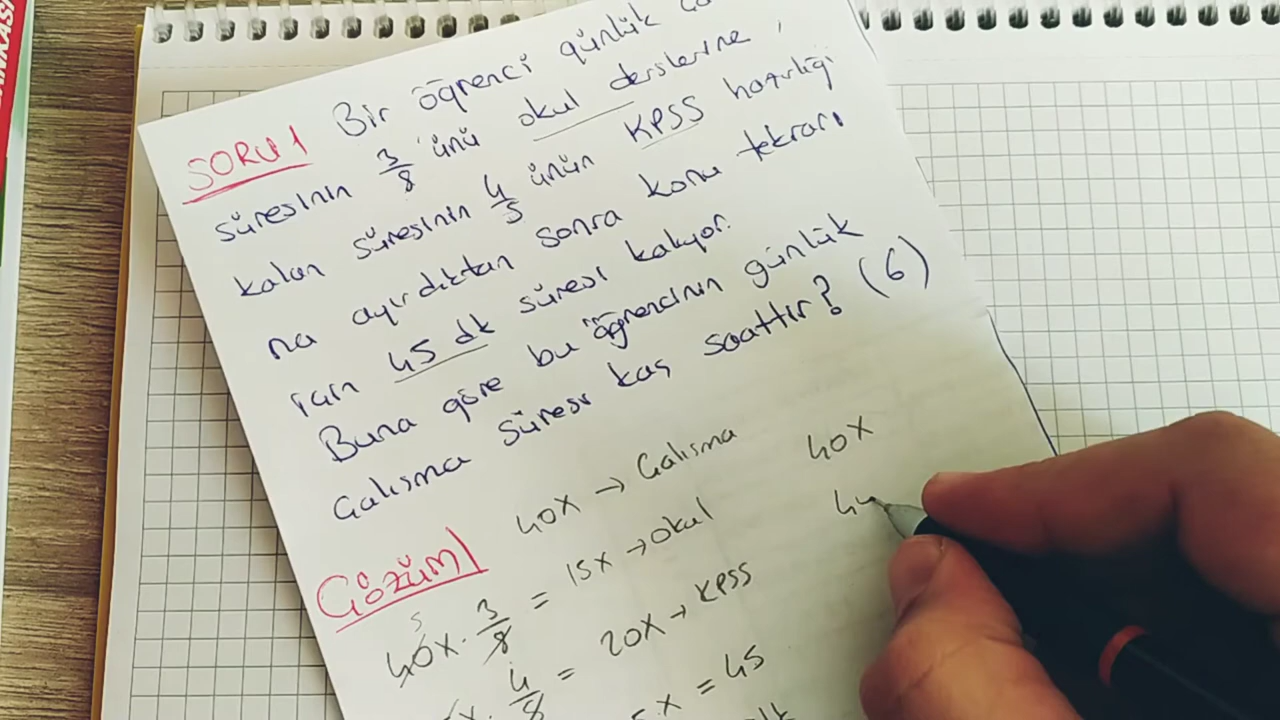 SORU 1 Bir öğrenci günlük
süresinin 3/8 'ünü okul derslerine,
kalan süresinin 4/5 ünün KPSS hazırlığı
na ayırdıktan sonra konu tekrarı
için 45 dk süresi kalıyor.
Buna göre bu öğrencinin günlük
Çalışma süresi kaç saattir? (6)
Çözüm 40x → Çalışma 40x
40x. 3/8 = 15x → Okul
4/5 = 20x → KPSS
5x = 45